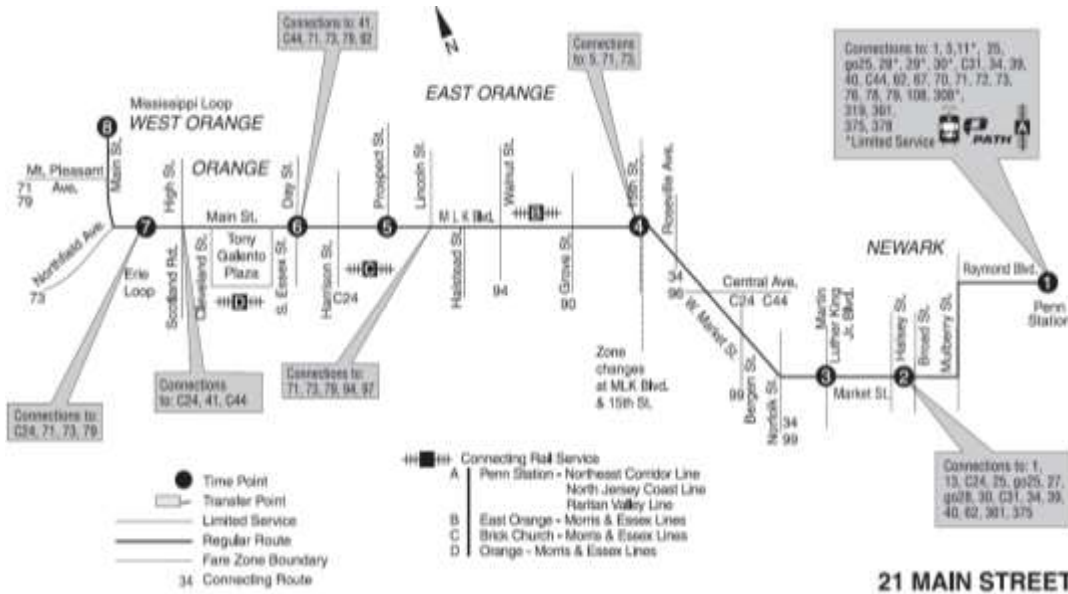 Connections to: 41,
C44, 71, 73, 79, 92
Connections
to: 5, 71, 73,
Connections to: 1, 5, 11*, 25,
go25, 28*, 29*, 30*, C31, 34, 39,
40, C44, 62, 67, 70, 71, 72, 73,
76, 78, 79, 108, 308*,
319, 361,
375, 378
*Limited Service
PATH
A
N
EAST ORANGE
Mississippi Loop
WEST ORANGE
8
ORANGE
Mt. Pleasant
Ave.
71
79
Main St.
High St.
Day St.
Prospect St.
Lincoln St.
Walnut St.
15th St.
Roseville Ave.
Northfield Ave.
73
7
Erie
Loop
Main St.
6
5
M L K Blvd.
B
4
Scotland Rd.
Cleveland St.
Tony
Galento
Plaza
D
S. Essex St.
Harrison St.
C
C24
Halstead St.
94
Grove St.
90
NEWARK
Raymond Blvd.
1
Penn
Station
34
96
Central Ave.
C24 C44
W. Market St.
Martin
Luther King
Jr. Blvd.
Halsey St.
Broad St.
Mulberry St.
Zone
changes
at MLK Blvd.
& 15th St.
99
Bergen St.
Norfolk St.
34
99
3
Market St.
2
Connections to:
C24, 71, 73, 79
Connections
to: C24, 41, C44
Connections to:
71, 73, 79, 94, 97
Connections to: 1,
13, C24, 25, go25, 27,
go28, 30, C31, 34, 39,
40, 62, 361, 375
Time Point
Transfer Point
Limited Service
Regular Route
Fare Zone Boundary
34 Connecting Route
Connecting Rail Service
A Penn Station - Northeast Corridor Line
North Jersey Coast Line
Raritan Valley Line
B East Orange - Morris & Essex Lines
C Brick Church - Morris & Essex Lines
D Orange - Morris & Essex Lines
21 MAIN STREET